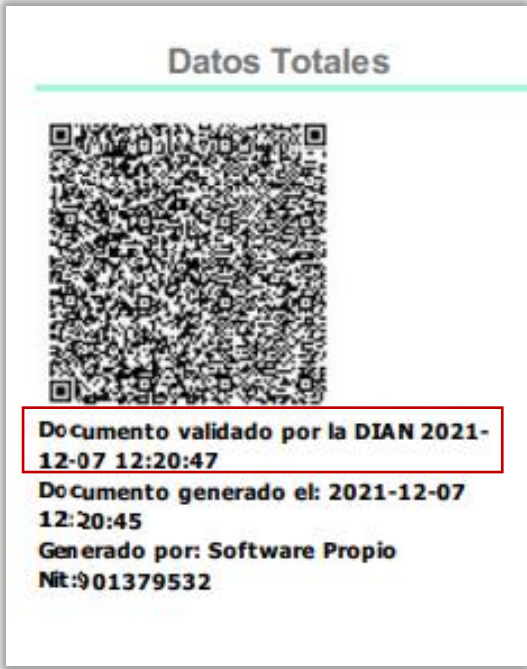 Datos Totales
Documento validado por la DIAN 2021-
12-07 12:20:47
Documento generado el: 2021-12-07
12:20:45
Generado por: Software Propio
Nit:901379532